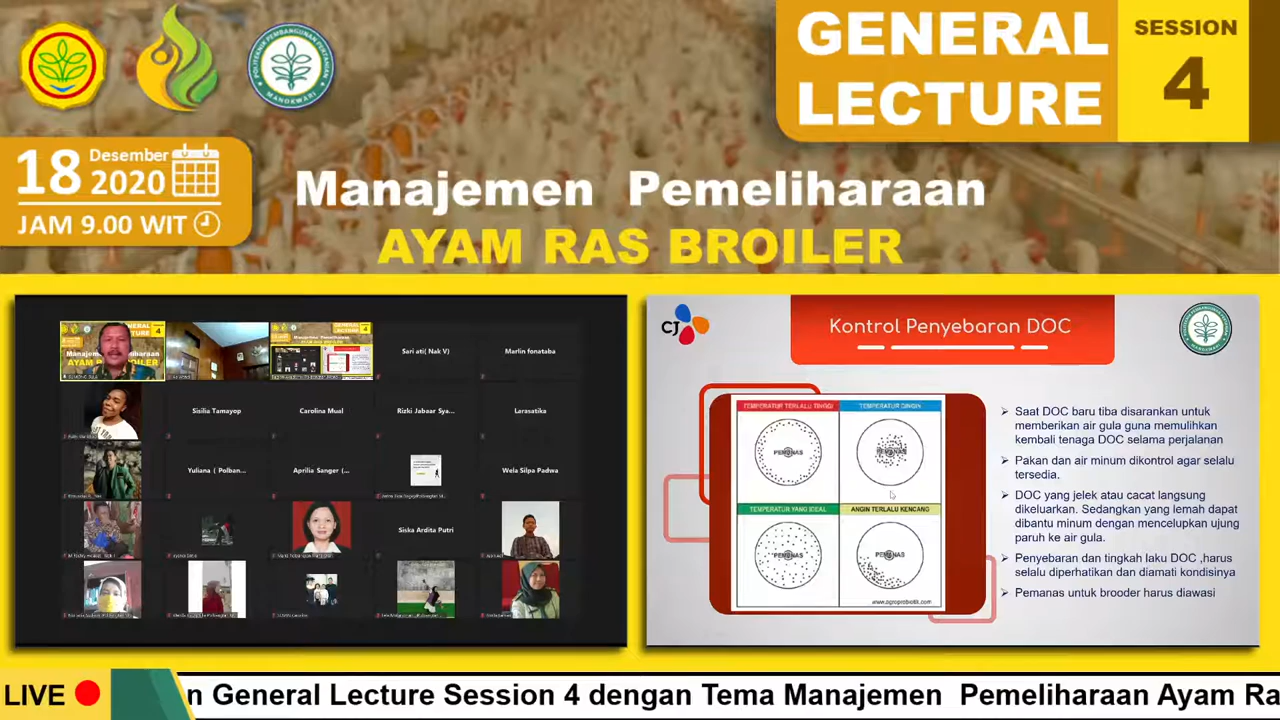 GENERAL
LECTURE
SESSION
4
POLITEKNIK PEMBANGUNAN PERTANIAN
MANOKWARI
18 Desember
2020
JAM 9.00 WIT
Manajemen Pemeliharaan
AYAM RAS BROILER
Sari ati( Nak V)
Marlin fonataba
Sisilia Tamayop
Carolina Mual
Rizki Jabaar Sya...
Larasatika
Yuliana ( Polban...
Aprilia Sanger (...
Wela Silpa Padwa
Siska Ardita Putri
CJ
Kontrol Penyebaran DOC
TEMPERATUR TERLALU TINGGI
TEMPERATUR DINGIN
PEMANAS
PEMANAS
TEMPERATUR YANG IDEAL
ANGIN TERLALU KENCANG
PEMANAS
PEMANAS
www.agroprobiotik.com
Saat DOC baru tiba disarankan untuk
memberikan air gula guna memulihkan
kembali tenaga DOC selama perjalanan
Pakan dan air minum dikontrol agar selalu
tersedia.
DOC yang jelek atau cacat langsung
dikeluarkan. Sedangkan yang lemah dapat
dibantu minum dengan mencelupkan ujung
paruh ke air gula.
Penyebaran dan tingkah laku DOC ,harus
selalu diperhatikan dan diamati kondisinya
Pemanas untuk brooder harus diawasi
LIVE
n General Lecture Session 4 dengan Tema Manajemen Pemeliharaan Ayam Ra